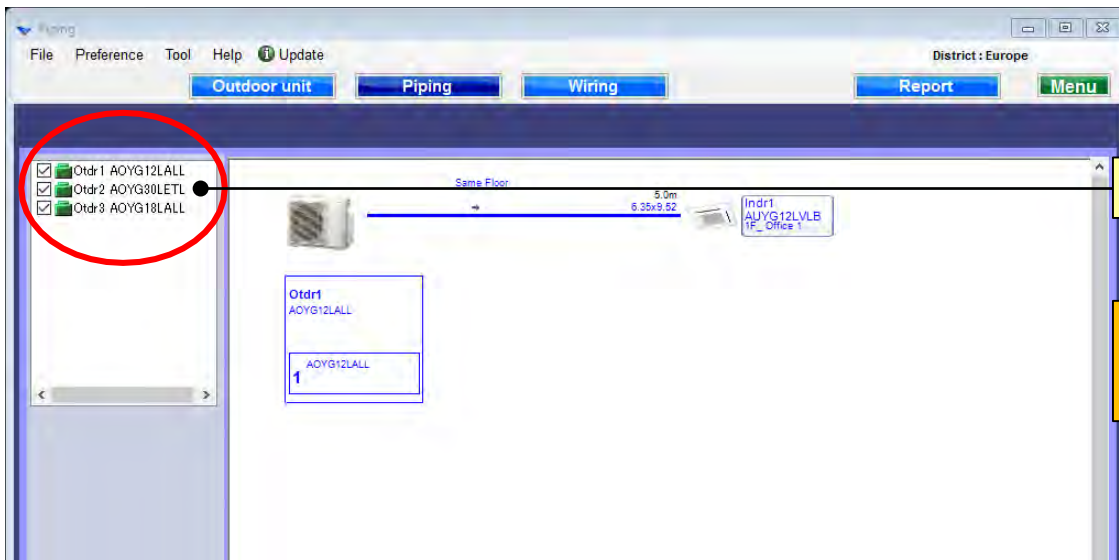 Piping
File Preference Tool Help Update
District : Europe
Outdoor unit Piping Wiring Report Menu
Otdr1 AOYG12LALL
Otdr2 AOYG30LETL
Otdr3 AOYG18LALL
Same Floor
5.0m
6.35x9.52
Indr1
AUYG12LVLB
1F_ Office 1
Otdr1
AOYG12LALL
AOYG12LALL
1